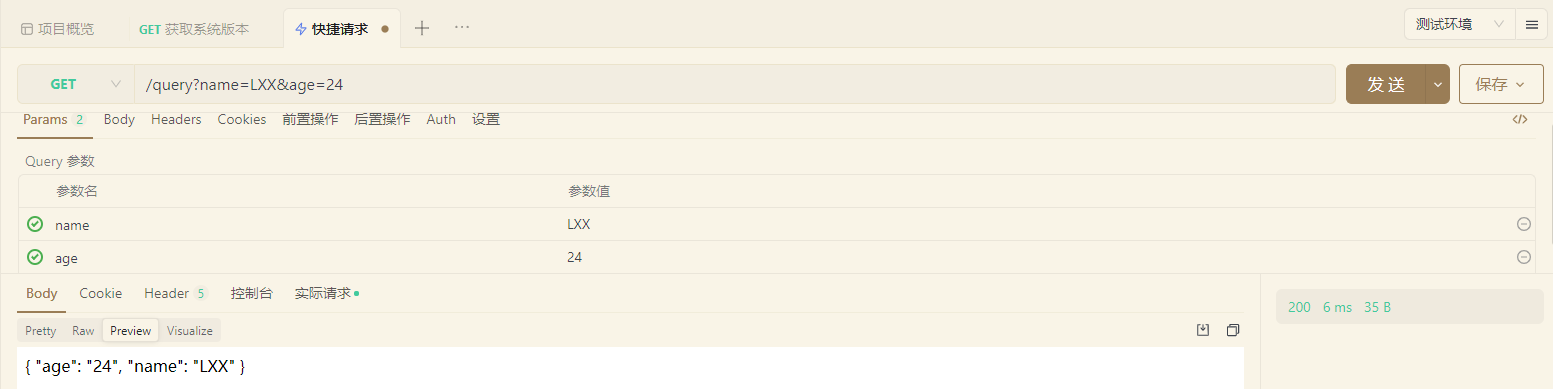 项目概览 GET 获取系统版本 快捷请求 测试环境
GET /query?name=LXX&age=24 发 送 保存
Params 2 Body Headers Cookies 前置操作 后置操作 Auth 设置 </>
Query 参数
参数名 参数值
name LXX
age 24
Body Cookie Header 5 控制台 实际请求 200 6 ms 35 B
Pretty Raw Preview Visualize
{ "age": "24", "name": "LXX" }